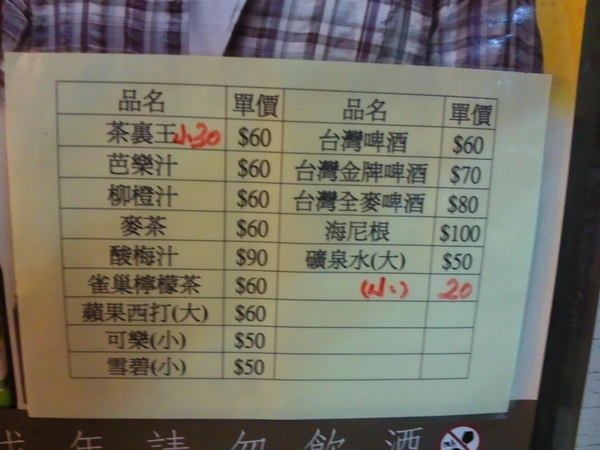 品名 單價 品名 單價
茶裏王小30 $60 台灣啤酒 $60
芭樂汁 $60 台灣金牌啤酒 $70
柳橙汁 $60 台灣全麥啤酒 $80
麥茶 $60 海尼根 $100
酸梅汁 $90 礦泉水(大) $50
雀巢檸檬茶 $60 (小) 20
蘋果西打(大) $60
可樂(小) $50
雪碧(小) $50
成年請勿飲酒